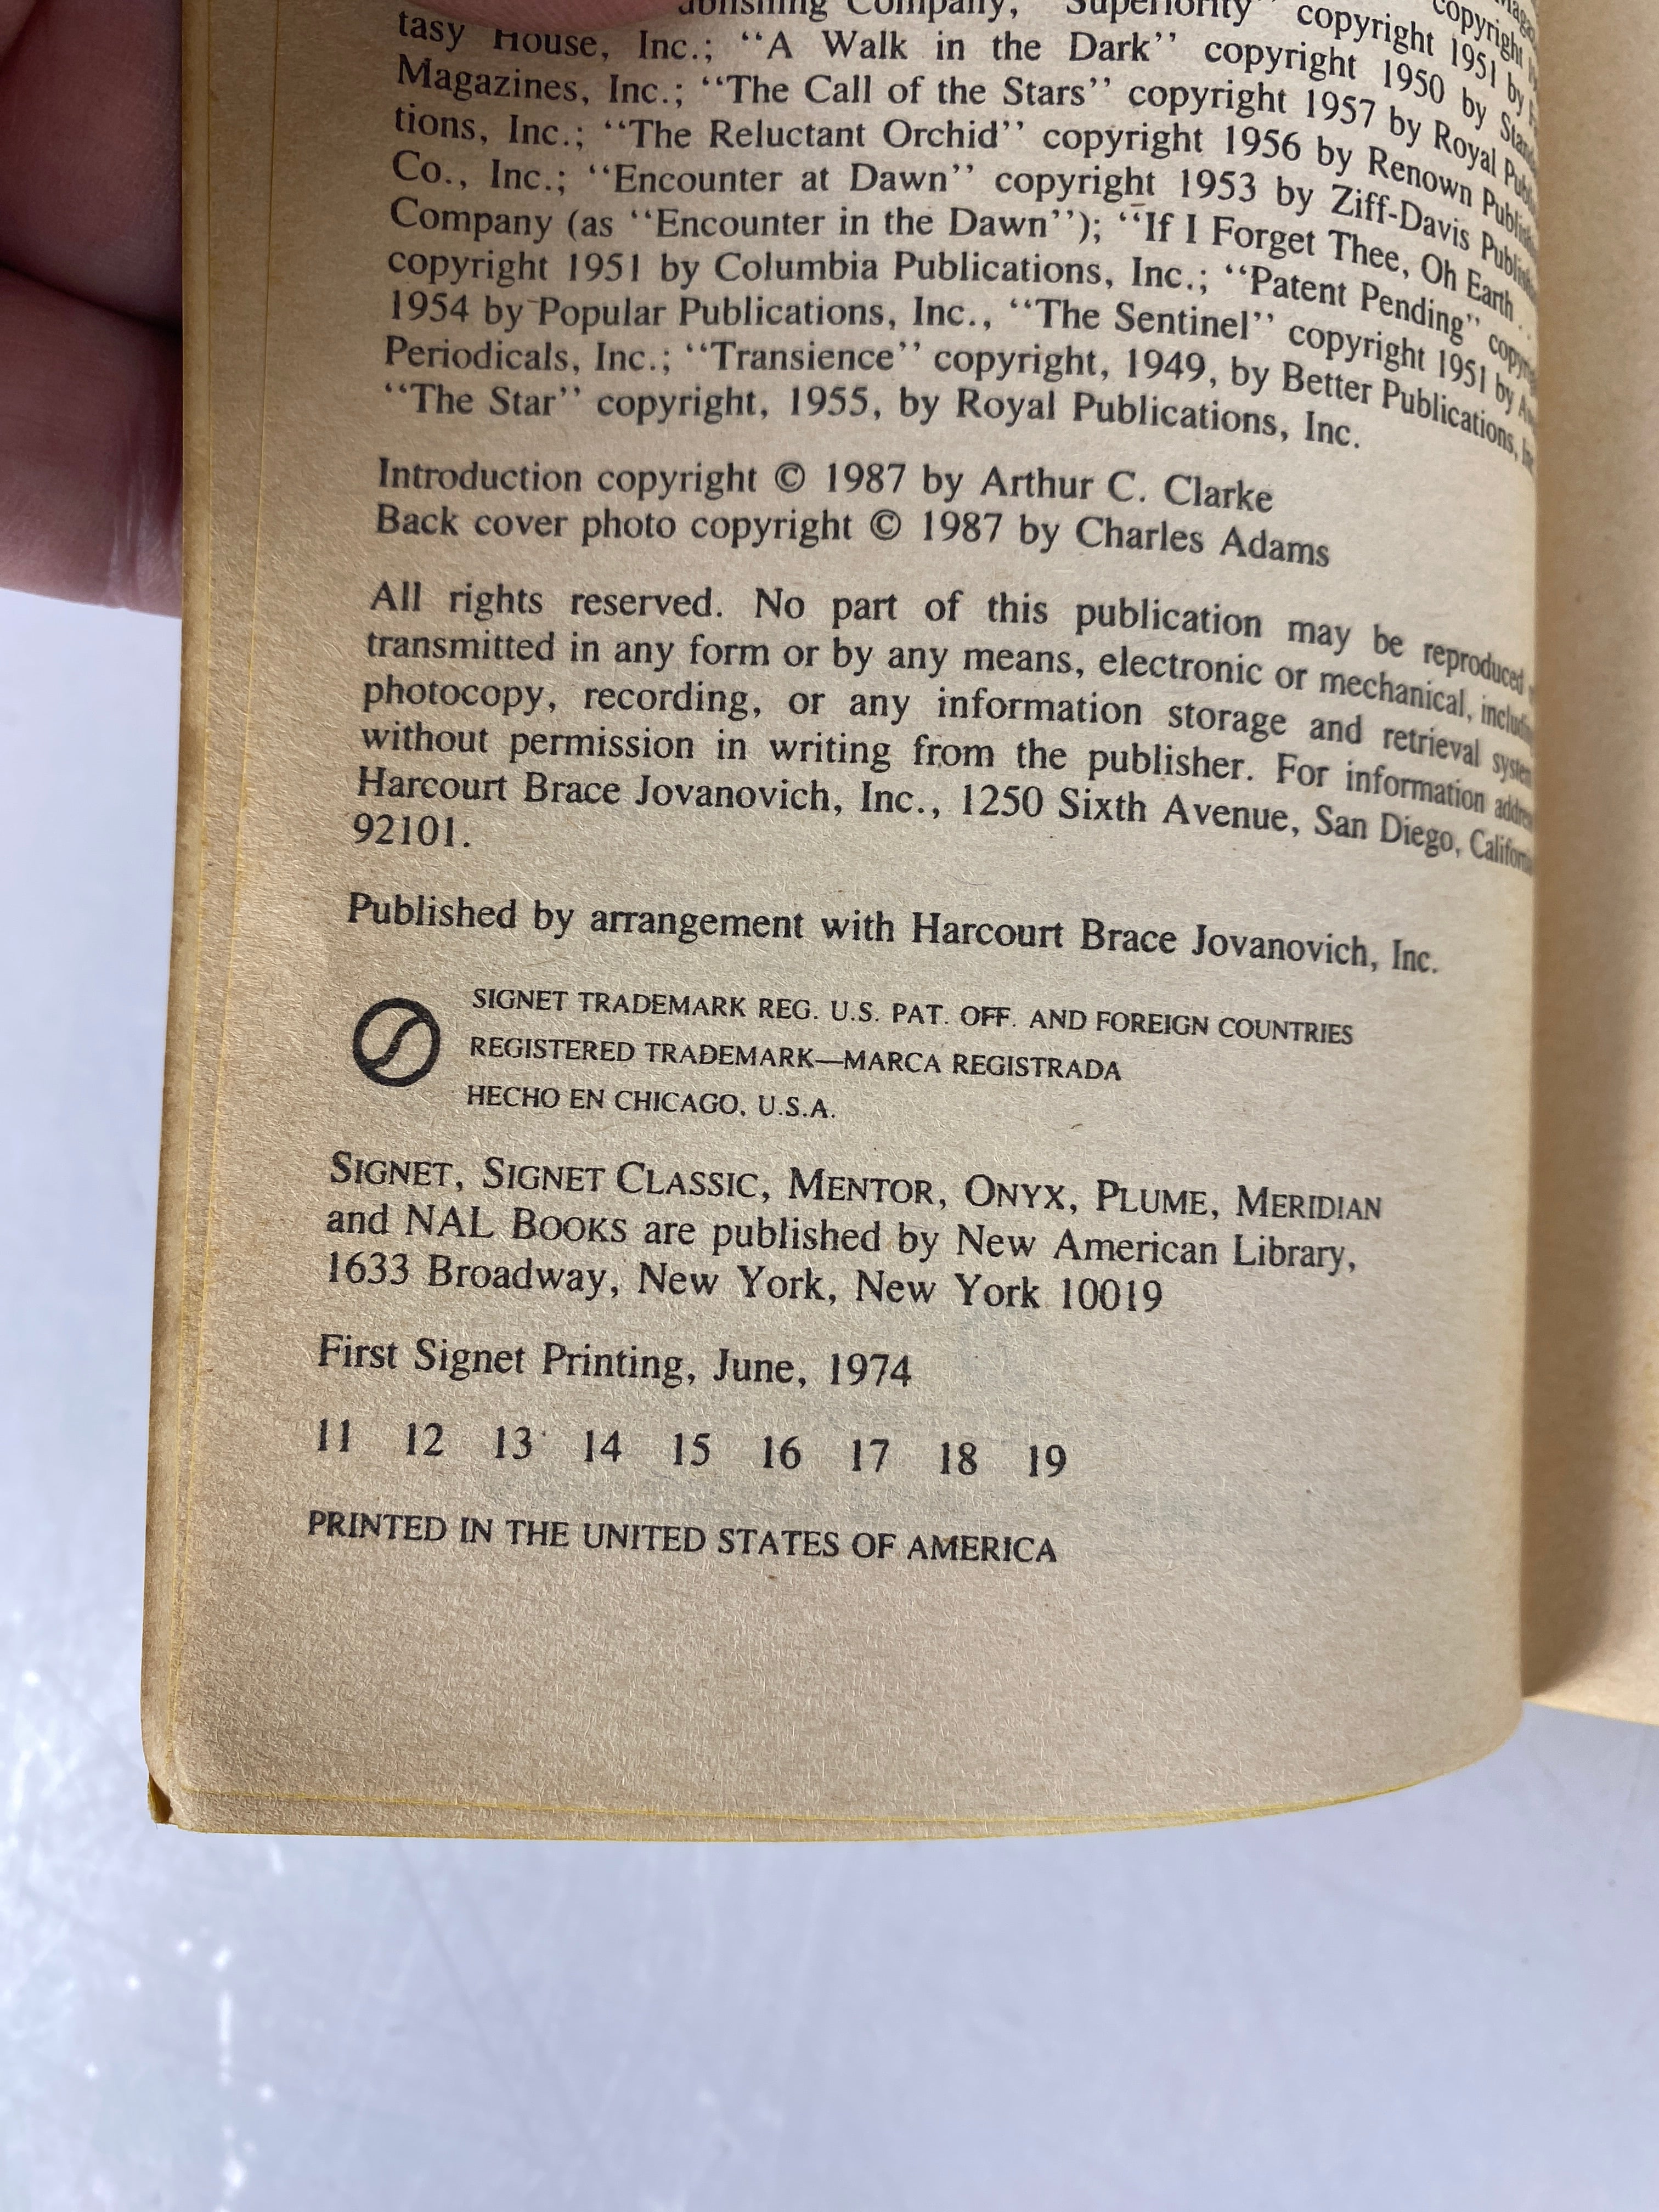 Company, "Superiority" copyright 1951 by
tasy House, Inc.; "A Walk in the Dark" copyright 1950 by
Magazines, Inc.; "The Call of the Stars" copyright 1957 by Royal
tions, Inc.; "The Reluctant Orchid" copyright 1956 by Renown
Co., Inc.; "Encounter at Dawn" copyright 1953 by Ziff-Davis
Company (as "Encounter in the Dawn"); "If I Forget Thee, Oh Earth . .
copyright 1951 by Columbia Publications, Inc.; "Patent Pending"
1954 by Popular Publications, Inc., "The Sentinel" copyright 1951 by
Periodicals, Inc.; "Transience" copyright, 1949, by Better Publications,
"The Star" copyright, 1955, by Royal Publications, Inc.
Introduction copyright © 1987 by Arthur C. Clarke
Back cover photo copyright © 1987 by Charles Adams
All rights reserved. No part of this publication may be reproduced
transmitted in any form or by any means, electronic or mechanical,
photocopy, recording, or any information storage and retrieval
without permission in writing from the publisher. For information
Harcourt Brace Jovanovich, Inc., 1250 Sixth Avenue, San Diego,
92101.
Published by arrangement with Harcourt Brace Jovanovich, Inc.
SIGNET TRADEMARK REG. U.S. PAT. OFF. AND FOREIGN COUNTRIES
REGISTERED TRADEMARK—MARCA REGISTRADA
HECHO EN CHICAGO, U.S.A.
SIGNET, SIGNET CLASSIC, MENTOR, ONYX, PLUME, MERIDIAN
and NAL BOOKS are published by New American Library,
1633 Broadway, New York, New York 10019
First Signet Printing, June, 1974
11 12 13 14 15 16 17 18 19
PRINTED IN THE UNITED STATES OF AMERICA